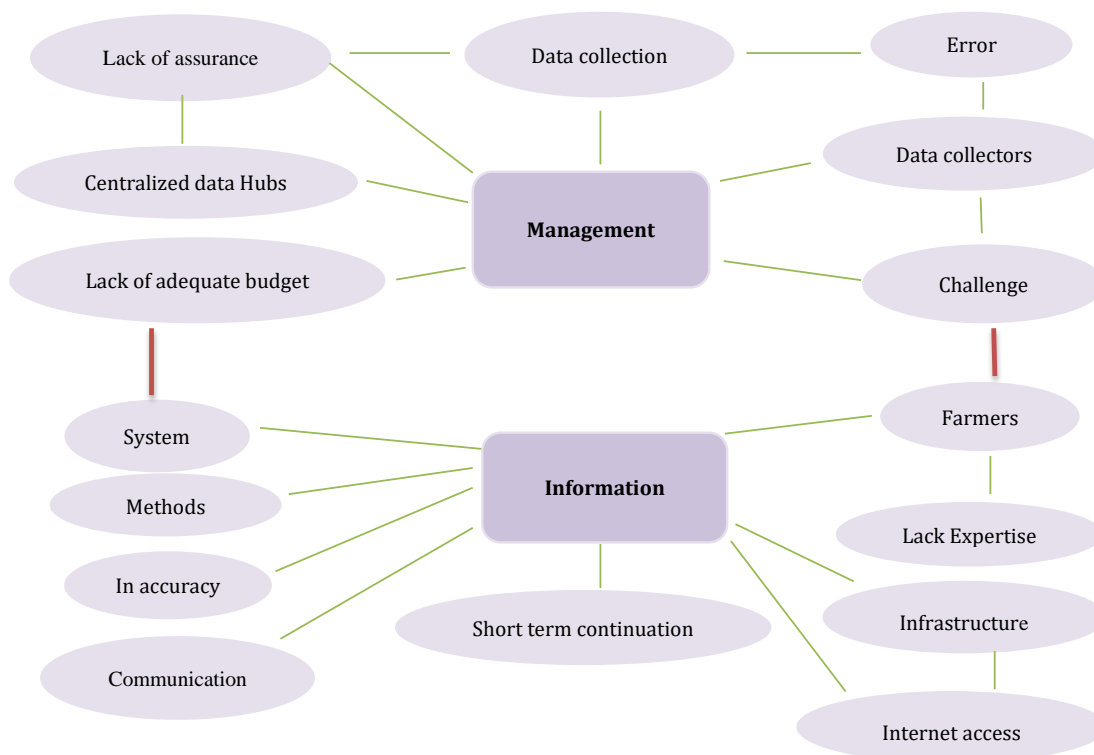 Lack of assurance
Data collection
Error
Data collectors
Centralized data Hubs
Management
Lack of adequate budget
Challenge
Farmers
System
Information
Methods
Lack Expertise
In accuracy
Infrastructure
Short term continuation
Communication
Internet access